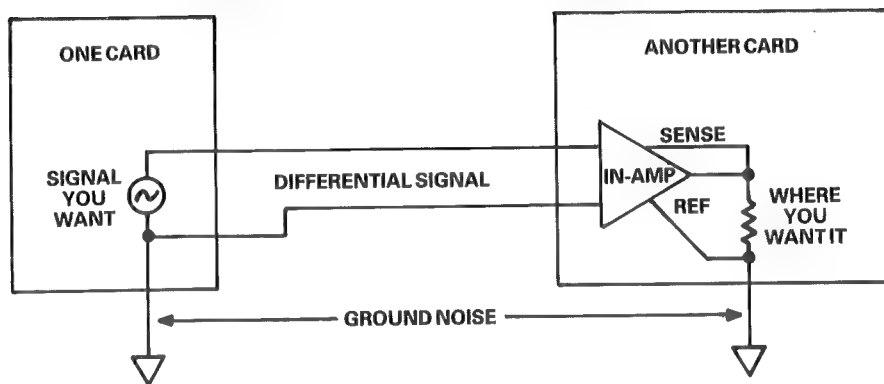 ONE CARD
ANOTHER CARD
SENSE
IN-AMP
REF
SIGNAL
YOU
WANT
DIFFERENTIAL SIGNAL
WHERE
YOU
WANT IT
GROUND NOISE